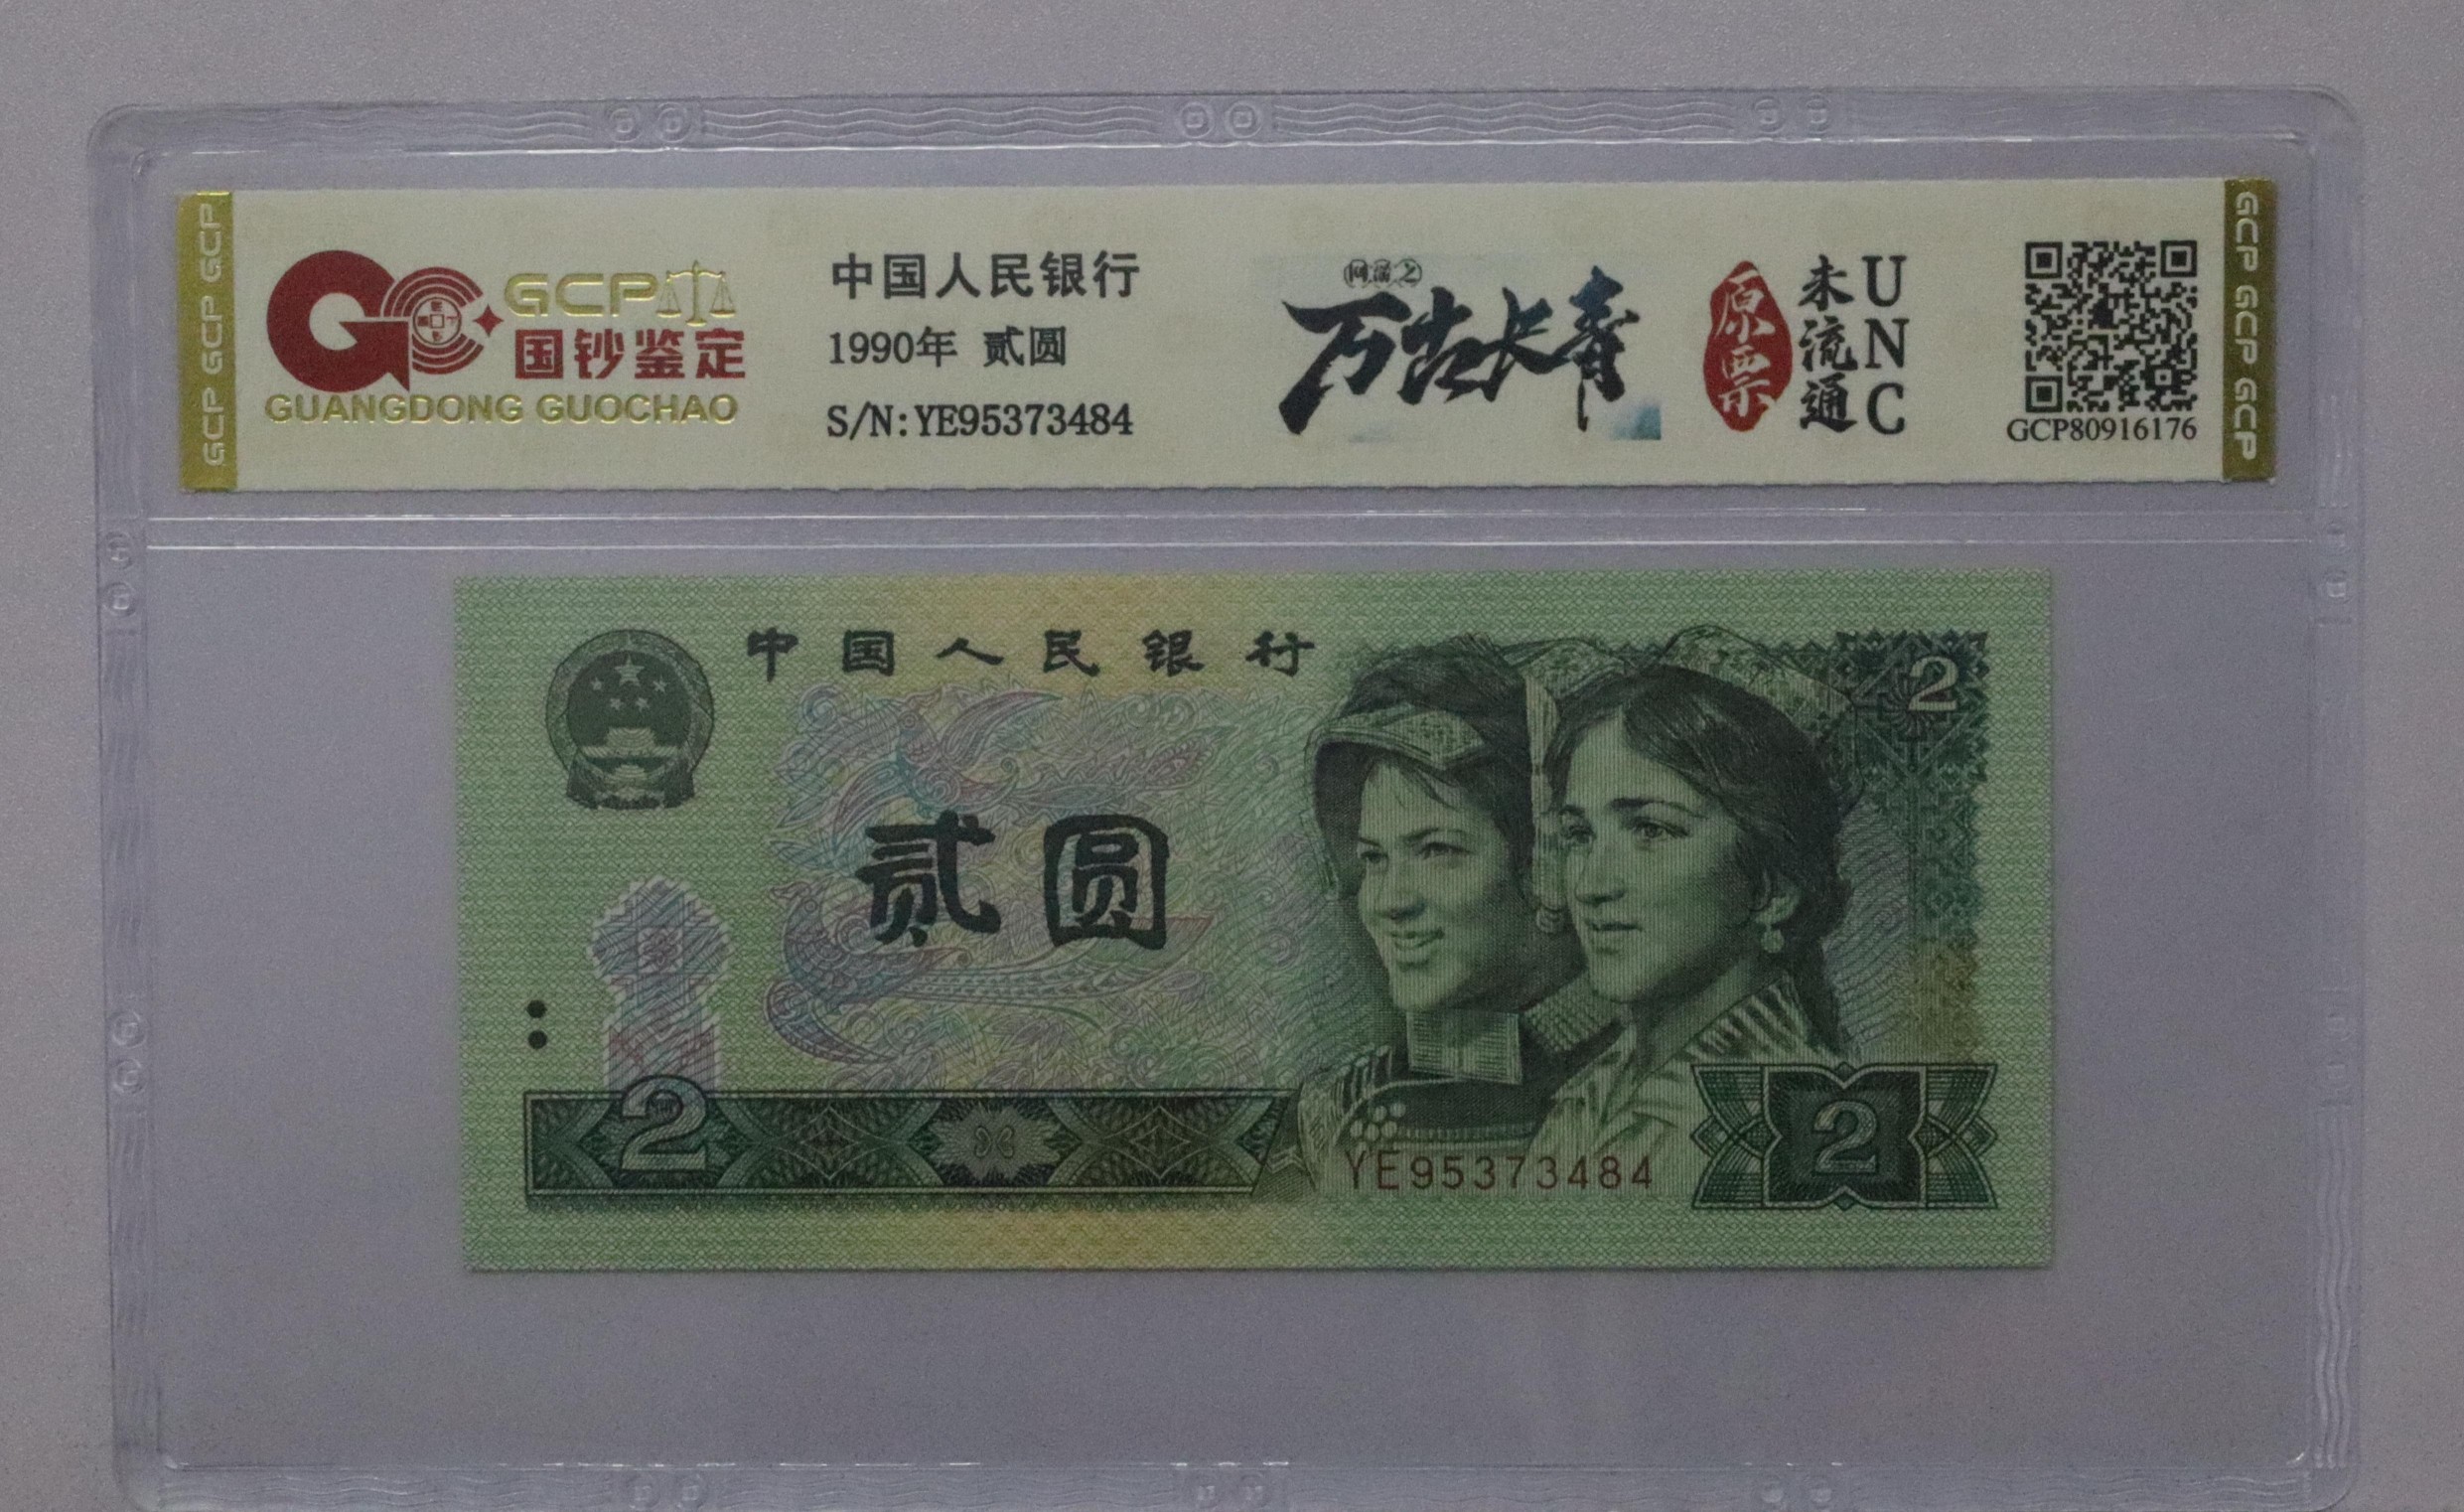 GCP GCP GCP
GCP
国钞鉴定
GUANGDONG GUOCHAO
中国人民银行
1990年 贰圆
S/N:YE95373484
万古长青
原票
未流通
UNC
GCP80916176
GCP GCP GCP
中国人民银行
2
贰圆
2
YE95373484
2